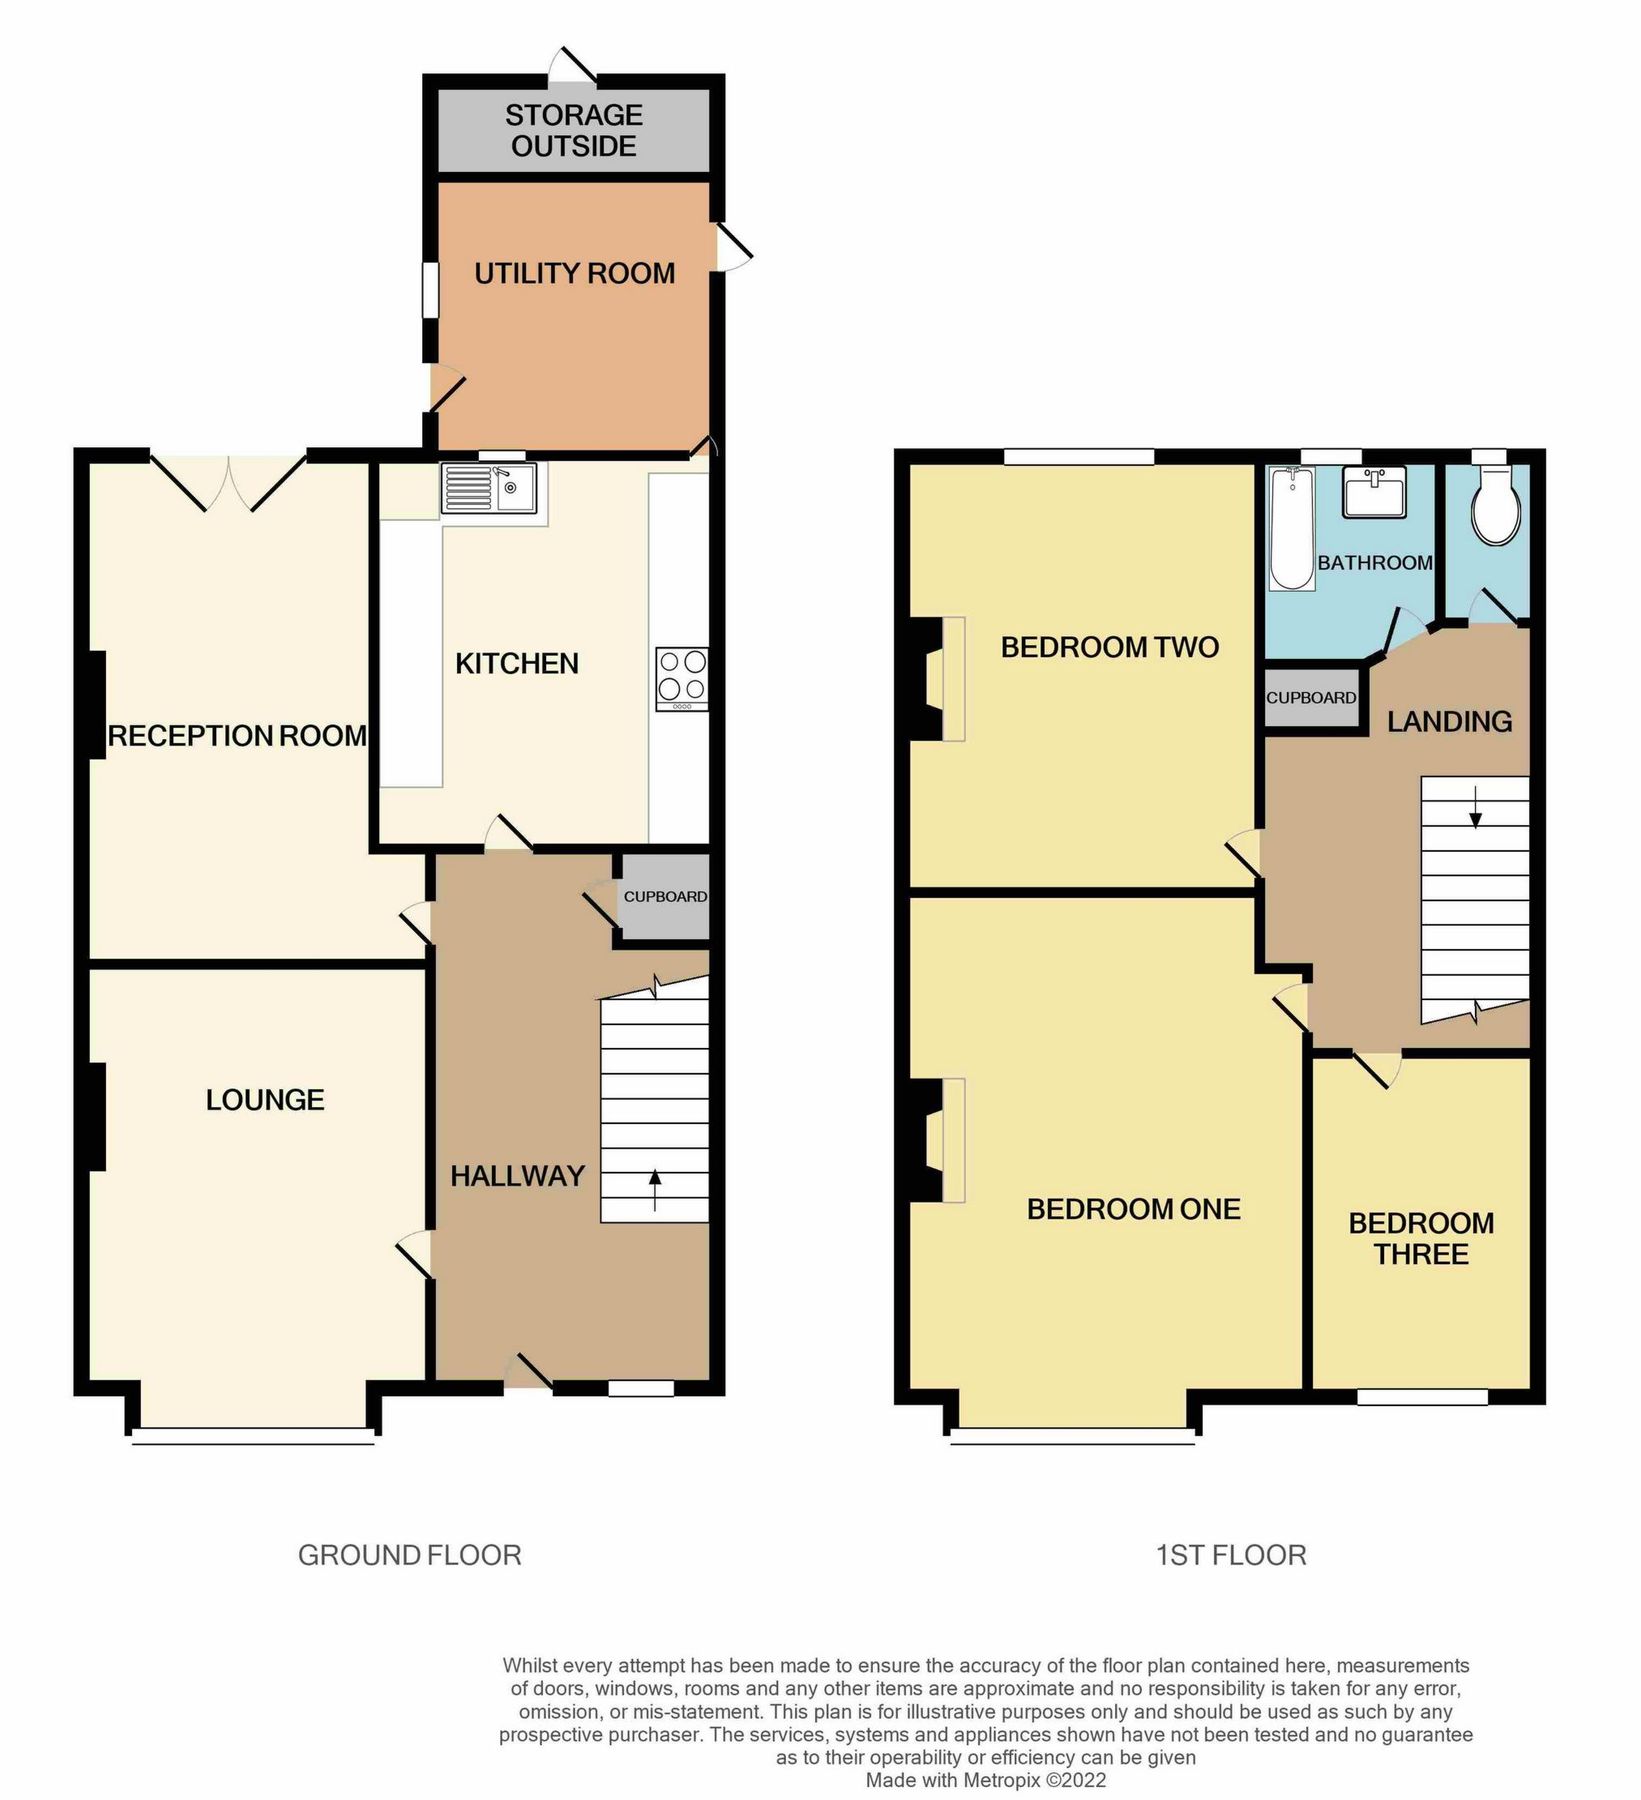 STORAGE
OUTSIDE
UTILITY ROOM
KITCHEN
RECEPTION ROOM
CUPBOARD
LOUNGE
HALLWAY
GROUND FLOOR
BATHROOM
BEDROOM TWO
CUPBOARD
LANDING
BEDROOM ONE
BEDROOM
THREE
1ST FLOOR
Whilst every attempt has been made to ensure the accuracy of the floor plan contained here, measurements
of doors, windows, rooms and any other items are approximate and no responsibility is taken for any error,
omission, or mis-statement. This plan is for illustrative purposes only and should be used as such by any
prospective purchaser. The services, systems and appliances shown have not been tested and no guarantee
as to their operability or efficiency can be given
Made with Metropix ©2022